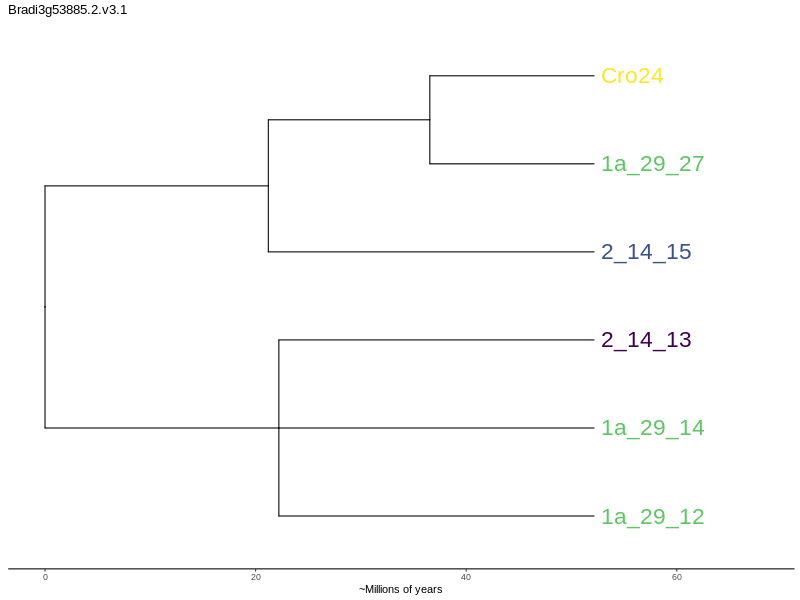 Bradi3g53885.2.v3.1
Cro24
1a_29_27
2_14_15
2_14_13
1a_29_14
1a_29_12
0 20 40 60
~Millions of years